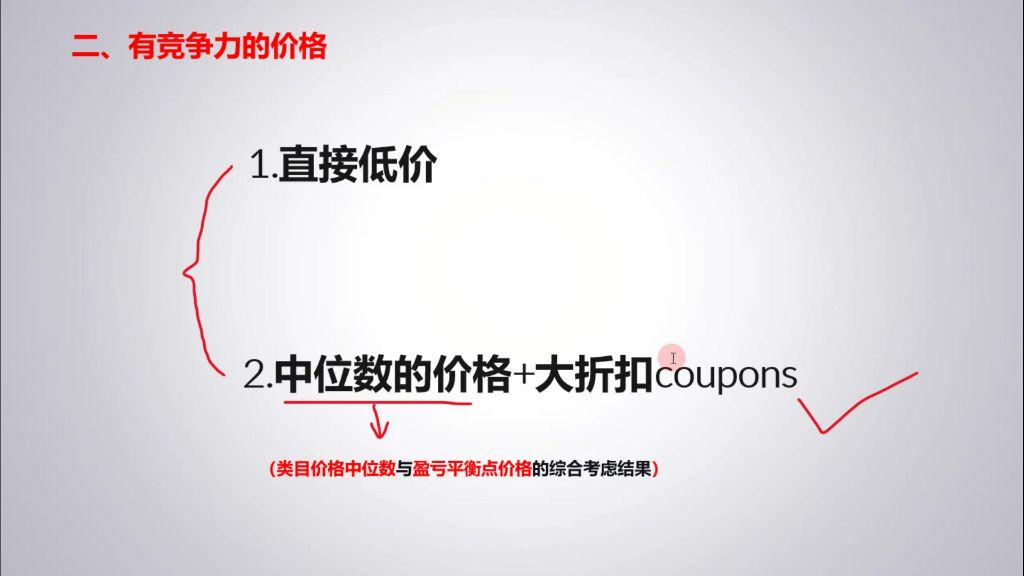 二、有竞争力的价格
1.直接低价
2.中位数的价格+大折扣coupons
（类目价格中位数与盈亏平衡点价格的综合考虑结果）